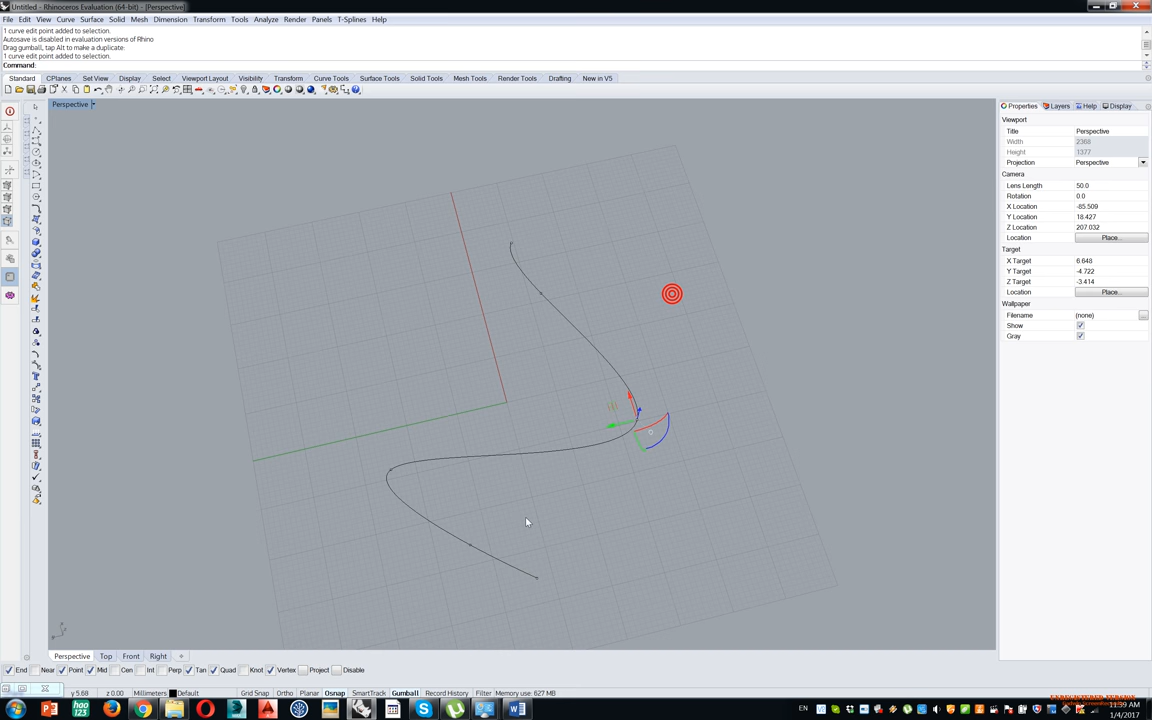 Untitled - Rhinoceros Evaluation (64-bit) - [Perspective]
File Edit View Curve Surface Solid Mesh Dimension Transform Tools Analyze Render Panels T-Splines Help
1 curve edit point added to selection.
Autosave is disabled in evaluation versions of Rhino
Drag gumball, tap Alt to make a duplicate:
1 curve edit point added to selection.
Command:
Standard CPlanes Set View Display Select Viewport Layout Visibility Transform Curve Tools Surface Tools Solid Tools Mesh Tools Render Tools Drafting New in V5
Perspective
Properties Layers Help Display
Viewport
Title Perspective
Width 2368
Height 1377
Projection Perspective
Camera
Lens Length 50.0
Rotation 0.0
X Location -85.509
Y Location 18.427
Z Location 207.032
Location Place...
Target
X Target 6.648
Y Target -4.722
Z Target -3.414
Location Place...
Wallpaper
Filename (none) ...
Show
Gray
Perspective Top Front Right
End Near Point Mid Cen Int Perp Tan Quad Knot Vertex Project Disable
y 5.68 z 0.00 Millimeters Default Grid Snap Ortho Planar Osnap SmartTrack Gumball Record History Filter Memory use: 627 MB
EN
11:39 AM
1/4/2017